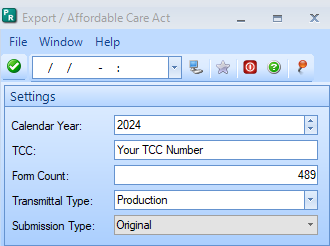 PR Export / Affordable Care Act
File Window Help
/ / - :
Settings
Calendar Year: 2024
TCC: Your TCC Number
Form Count: 489
Transmittal Type: Production
Submission Type: Original